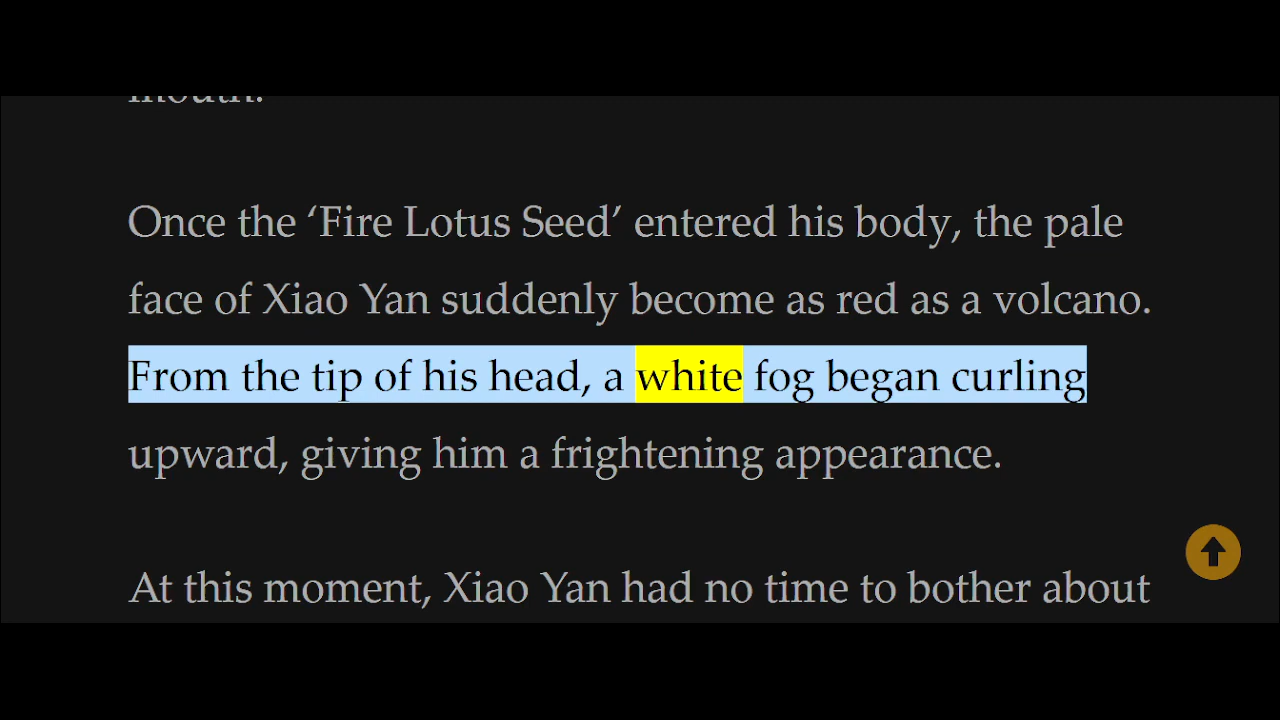 Once the ‘Fire Lotus Seed’ entered his body, the pale
face of Xiao Yan suddenly become as red as a volcano.
From the tip of his head, a white fog began curling
upward, giving him a frightening appearance.
At this moment, Xiao Yan had no time to bother about